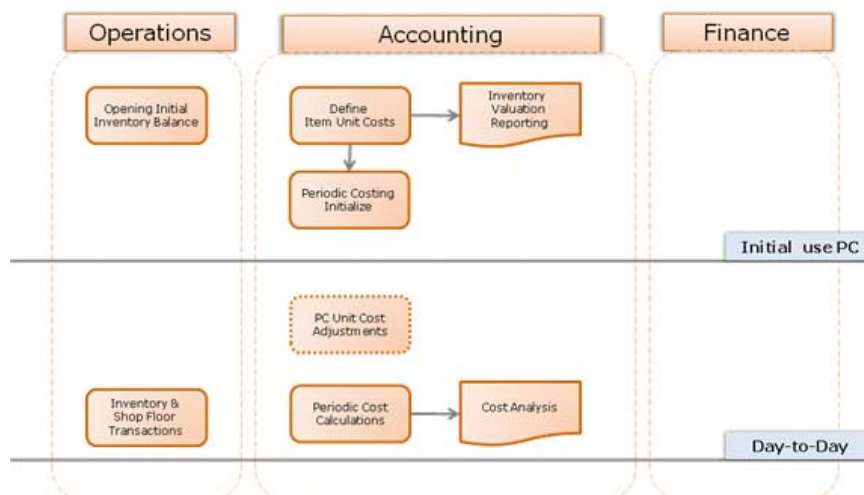 Operations
Accounting
Finance
Opening Initial
Inventory Balance
Define
Item Unit Costs
Inventory
Valuation
Reporting
Periodic Costing
Initialize
Initial use PC
PC Unit Cost
Adjustments
Inventory &
Shop Floor
Transactions
Periodic Cost
Calculations
Cost Analysis
Day-to-Day